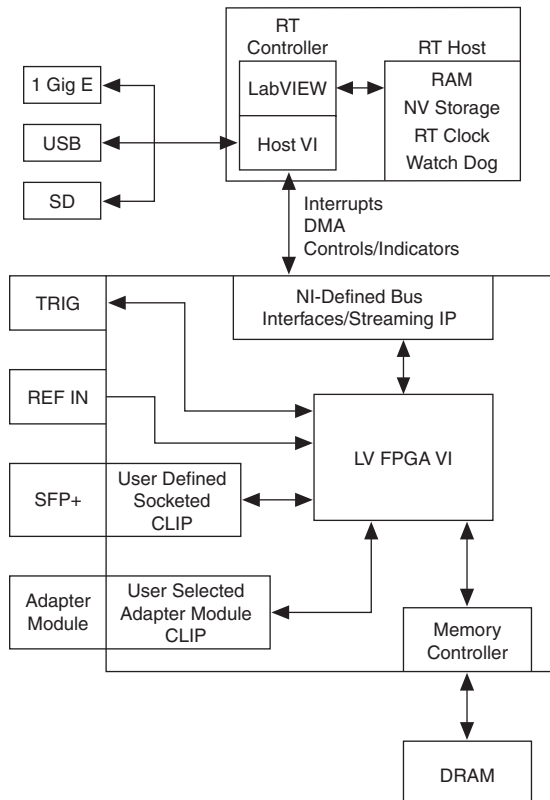 RT
Controller
RT Host
1 Gig E
LabVIEW
RAM
NV Storage
RT Clock
Watch Dog
USB
Host VI
SD
Interrupts
DMA
Controls/Indicators
TRIG
NI-Defined Bus
Interfaces/Streaming IP
REF IN
LV FPGA VI
SFP+
User Defined
Socketed
CLIP
Adapter
Module
User Selected
Adapter Module
CLIP
Memory
Controller
DRAM